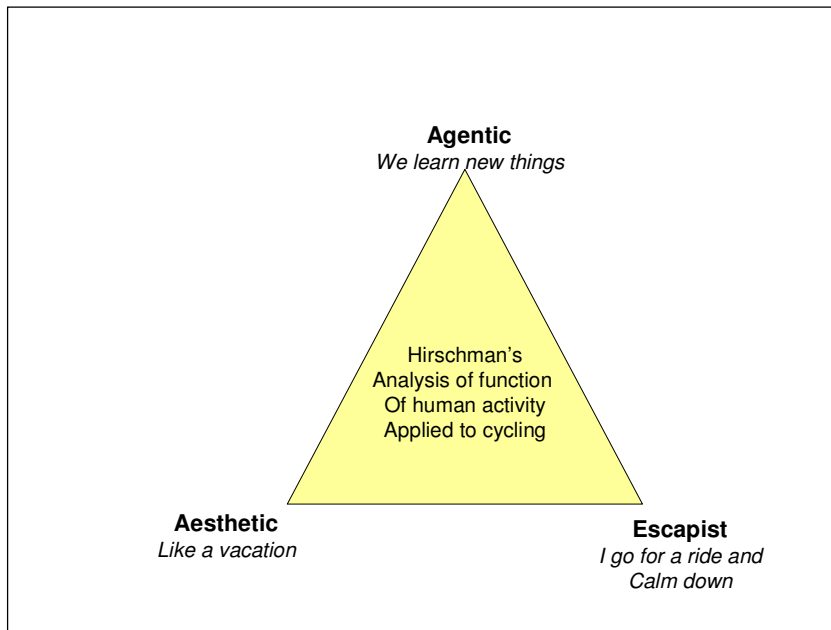 Agentic
We learn new things
Hirschman's
Analysis of function
Of human activity
Applied to cycling
Aesthetic
Like a vacation
Escapist
I go for a ride and
Calm down